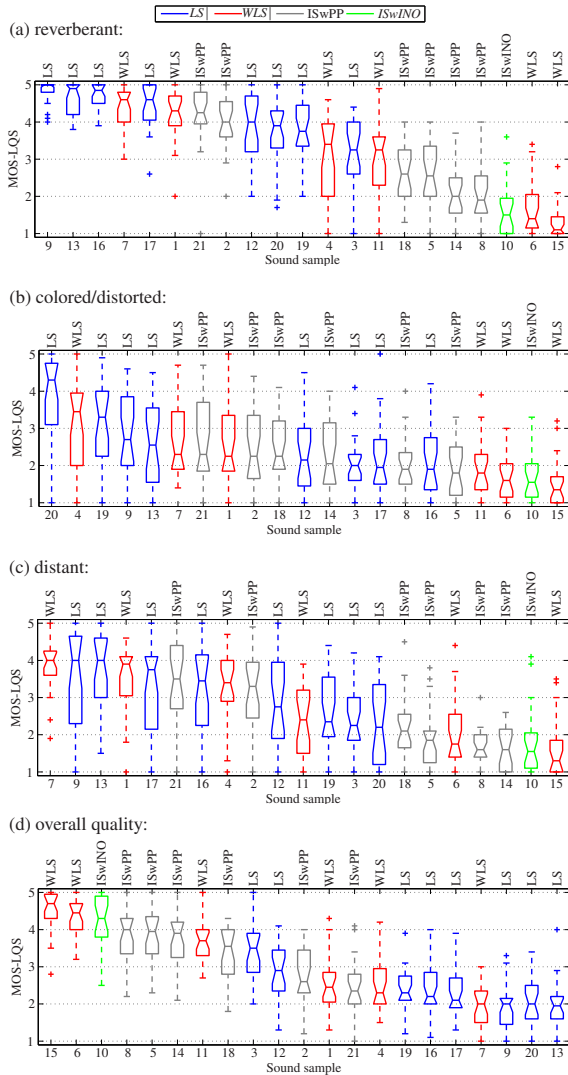 LS| WLS| ISwPP ISwINO
(a) reverberant:
LS LS LS WLS LS WLS ISwPP ISwPP LS LS LS WLS LS WLS ISwPP ISwPP ISwPP ISwPP ISwINO WLS WLS
5
4
3
2
1
MOS-LQS
9 13 16 7 17 1 21 2 12 20 19 4 3 11 18 5 14 8 10 6 15
Sound sample
(b) colored/distorted:
LS WLS LS LS LS WLS ISwPP WLS ISwPP ISwPP LS ISwPP LS LS ISwPP LS ISwPP WLS WLS ISwINO WLS
5
4
3
2
1
MOS-LQS
20 4 19 9 13 7 21 1 2 18 12 14 3 17 8 16 5 11 6 10 15
Sound sample
(c) distant:
WLS LS LS WLS LS ISwPP LS WLS ISwPP LS WLS LS LS LS ISwPP ISwPP WLS ISwPP ISwPP ISwINO WLS
5
4
3
2
1
MOS-LQS
7 9 13 1 17 21 16 4 2 12 11 19 3 20 18 5 6 8 14 10 15
Sound sample
(d) overall quality:
WLS WLS ISwINO ISwPP ISwPP ISwPP WLS ISwPP LS LS ISwPP WLS ISwPP WLS LS LS LS WLS LS LS LS
5
4
3
2
1
MOS-LQS
15 6 10 8 5 14 11 18 3 12 2 1 21 4 19 16 17 7 9 20 13
Sound sample